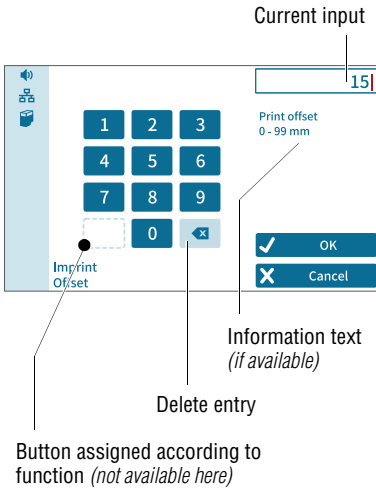 Current input
15
Print offset
0 - 99 mm
1 2 3
4 5 6
7 8 9
0
OK
Imprint
Offset
Cancel
Information text
(if available)
Delete entry
Button assigned according to
function (not available here)